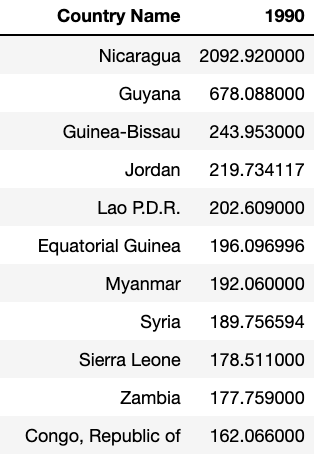 Country Name 1990
Nicaragua 2092.920000
Guyana 678.088000
Guinea-Bissau 243.953000
Jordan 219.734117
Lao P.D.R. 202.609000
Equatorial Guinea 196.096996
Myanmar 192.060000
Syria 189.756594
Sierra Leone 178.511000
Zambia 177.759000
Congo, Republic of 162.066000